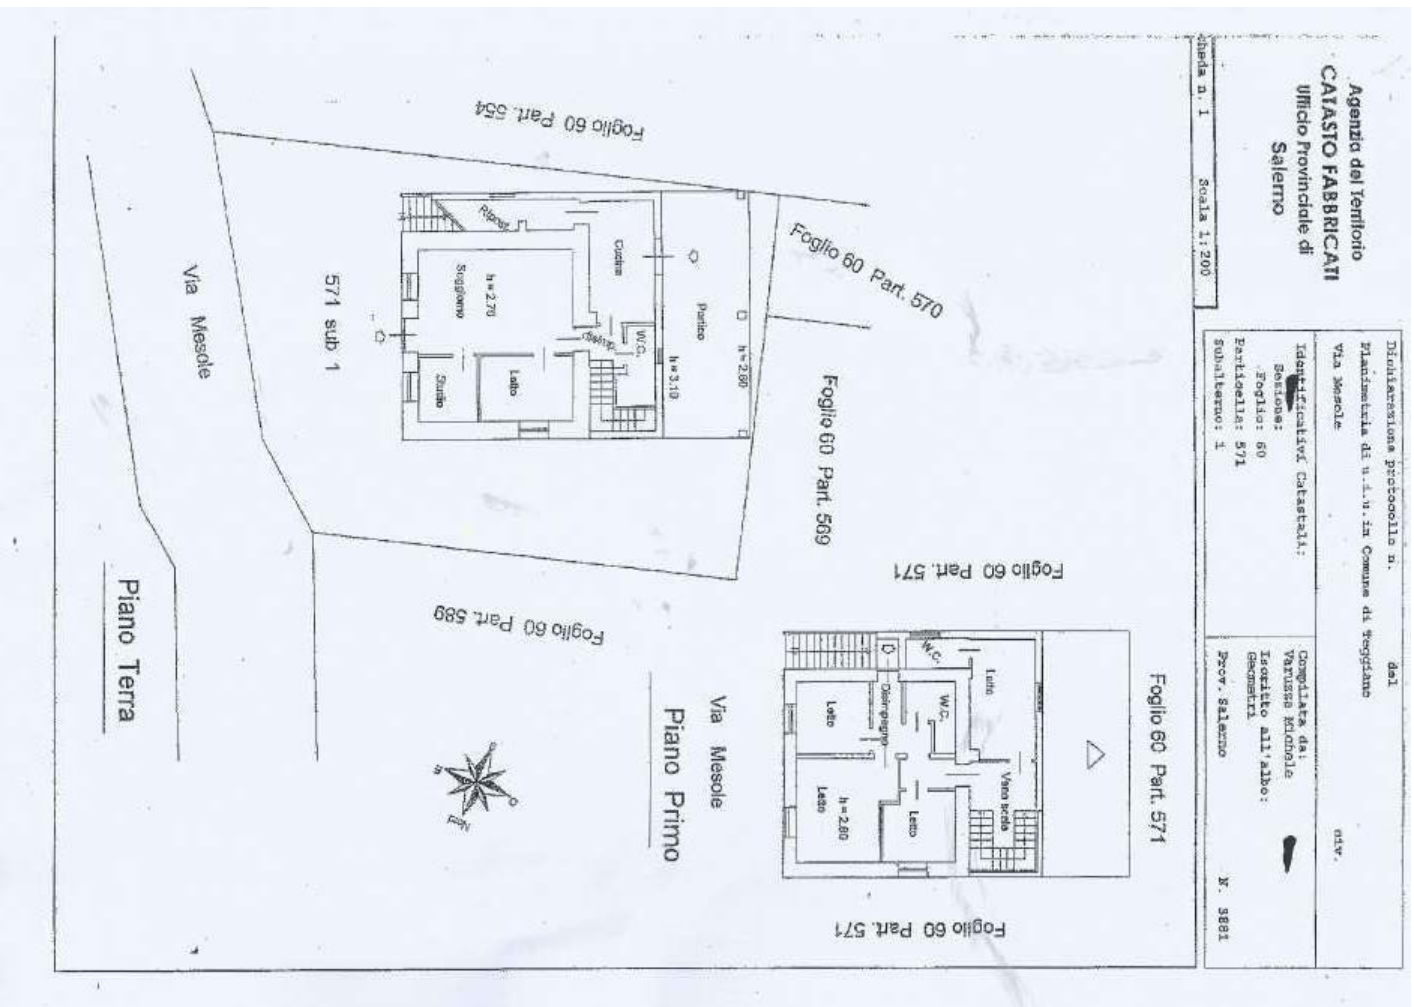 Agenzia del Territorio
CATASTO FABBRICATI
Ufficio Provinciale di
Salerno
Dichiarazione protocollo n. del
Planimetria di u.i.u. in Comune di Teggiano
Via Mesole civ.
Identificativi Catastali:
Sezione:
Foglio: 60
Particella: 571
Subalterno: 1
Compilata da:
Iscritto all'albo:
Geometri
Prov. Salerno N. 3881
cheda n. 1 Scala 1:200
Foglio 60 Part. 554
Foglio 60 Part. 570
Foglio 60 Part. 569
Foglio 60 Part. 589
Via Mesole
571 sub 1
Ripost.
Cucina
Portico
h = 2.60
h = 3.10
W.C.
Disimp.
h = 2.70
Soggiorno
Letto
Studio
Piano Terra
Foglio 60 Part. 571
Foglio 60 Part. 571
Foglio 60 Part. 571
W.C.
Letto
W.C.
Disimpegno
Letto
Vano scala
Letto
h = 2.80
Letto
Via Mesole
Piano Primo
Nord